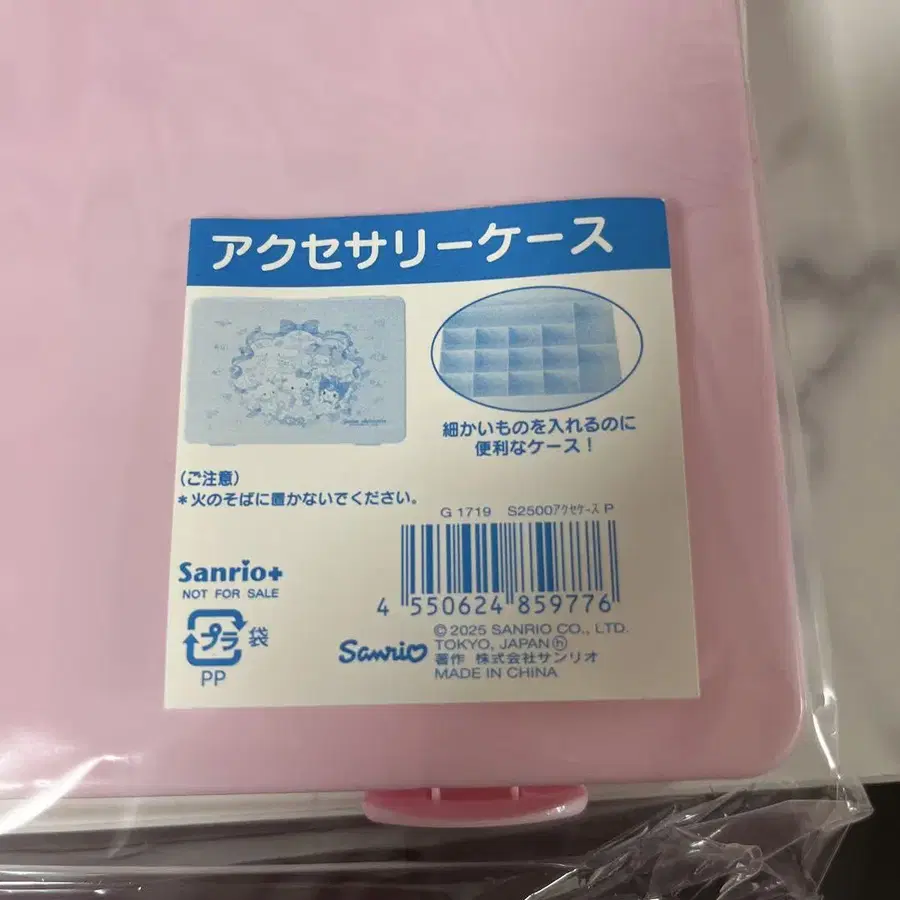 アクセサリーケース
細かいものを入れるのに
便利なケース！
（ご注意）
＊火のそばに置かないでください。
G 1719 S2500アクセケース P
4 550624 859776
Sanrio+
NOT FOR SALE
プラ 袋
PP
Sanrio
© 2025 SANRIO CO., LTD.
TOKYO, JAPAN ⓗ
著作 株式会社サンリオ
MADE IN CHINA